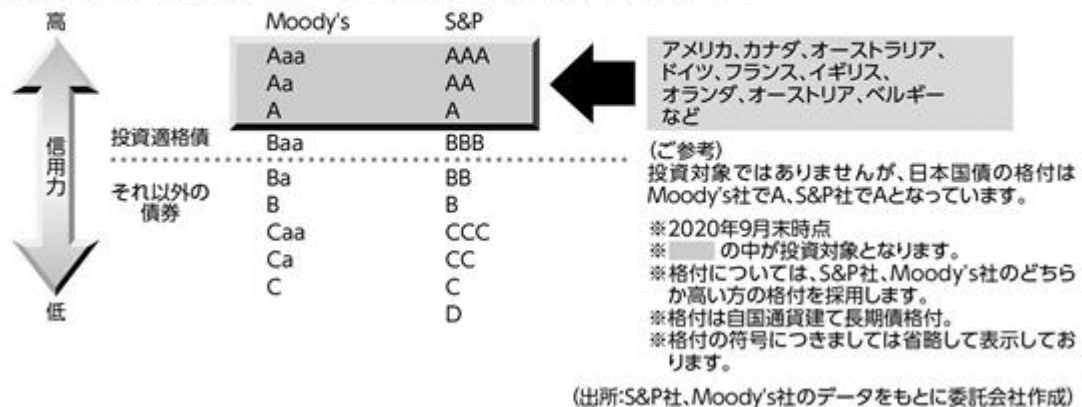 高
信用力
低
Moody's S&P
Aaa AAA
Aa AA
A A
投資適格債 Baa BBB
それ以外の
債券
Ba BB
B B
Caa CCC
Ca CC
C C
D
アメリカ、カナダ、オーストラリア、
ドイツ、フランス、イギリス、
オランダ、オーストリア、ベルギー
など
(ご参考)
投資対象ではありませんが、日本国債の格付は
Moody's社でA、S&P社でAとなっています。
※2020年9月末時点
※ の中が投資対象となります。
※格付については、S&P社、Moody's社のどちら
か高い方の格付を採用します。
※格付は自国通貨建て長期債格付。
※格付の符号につきましては省略して表示してお
ります。
(出所:S&P社、Moody's社のデータをもとに委託会社作成)